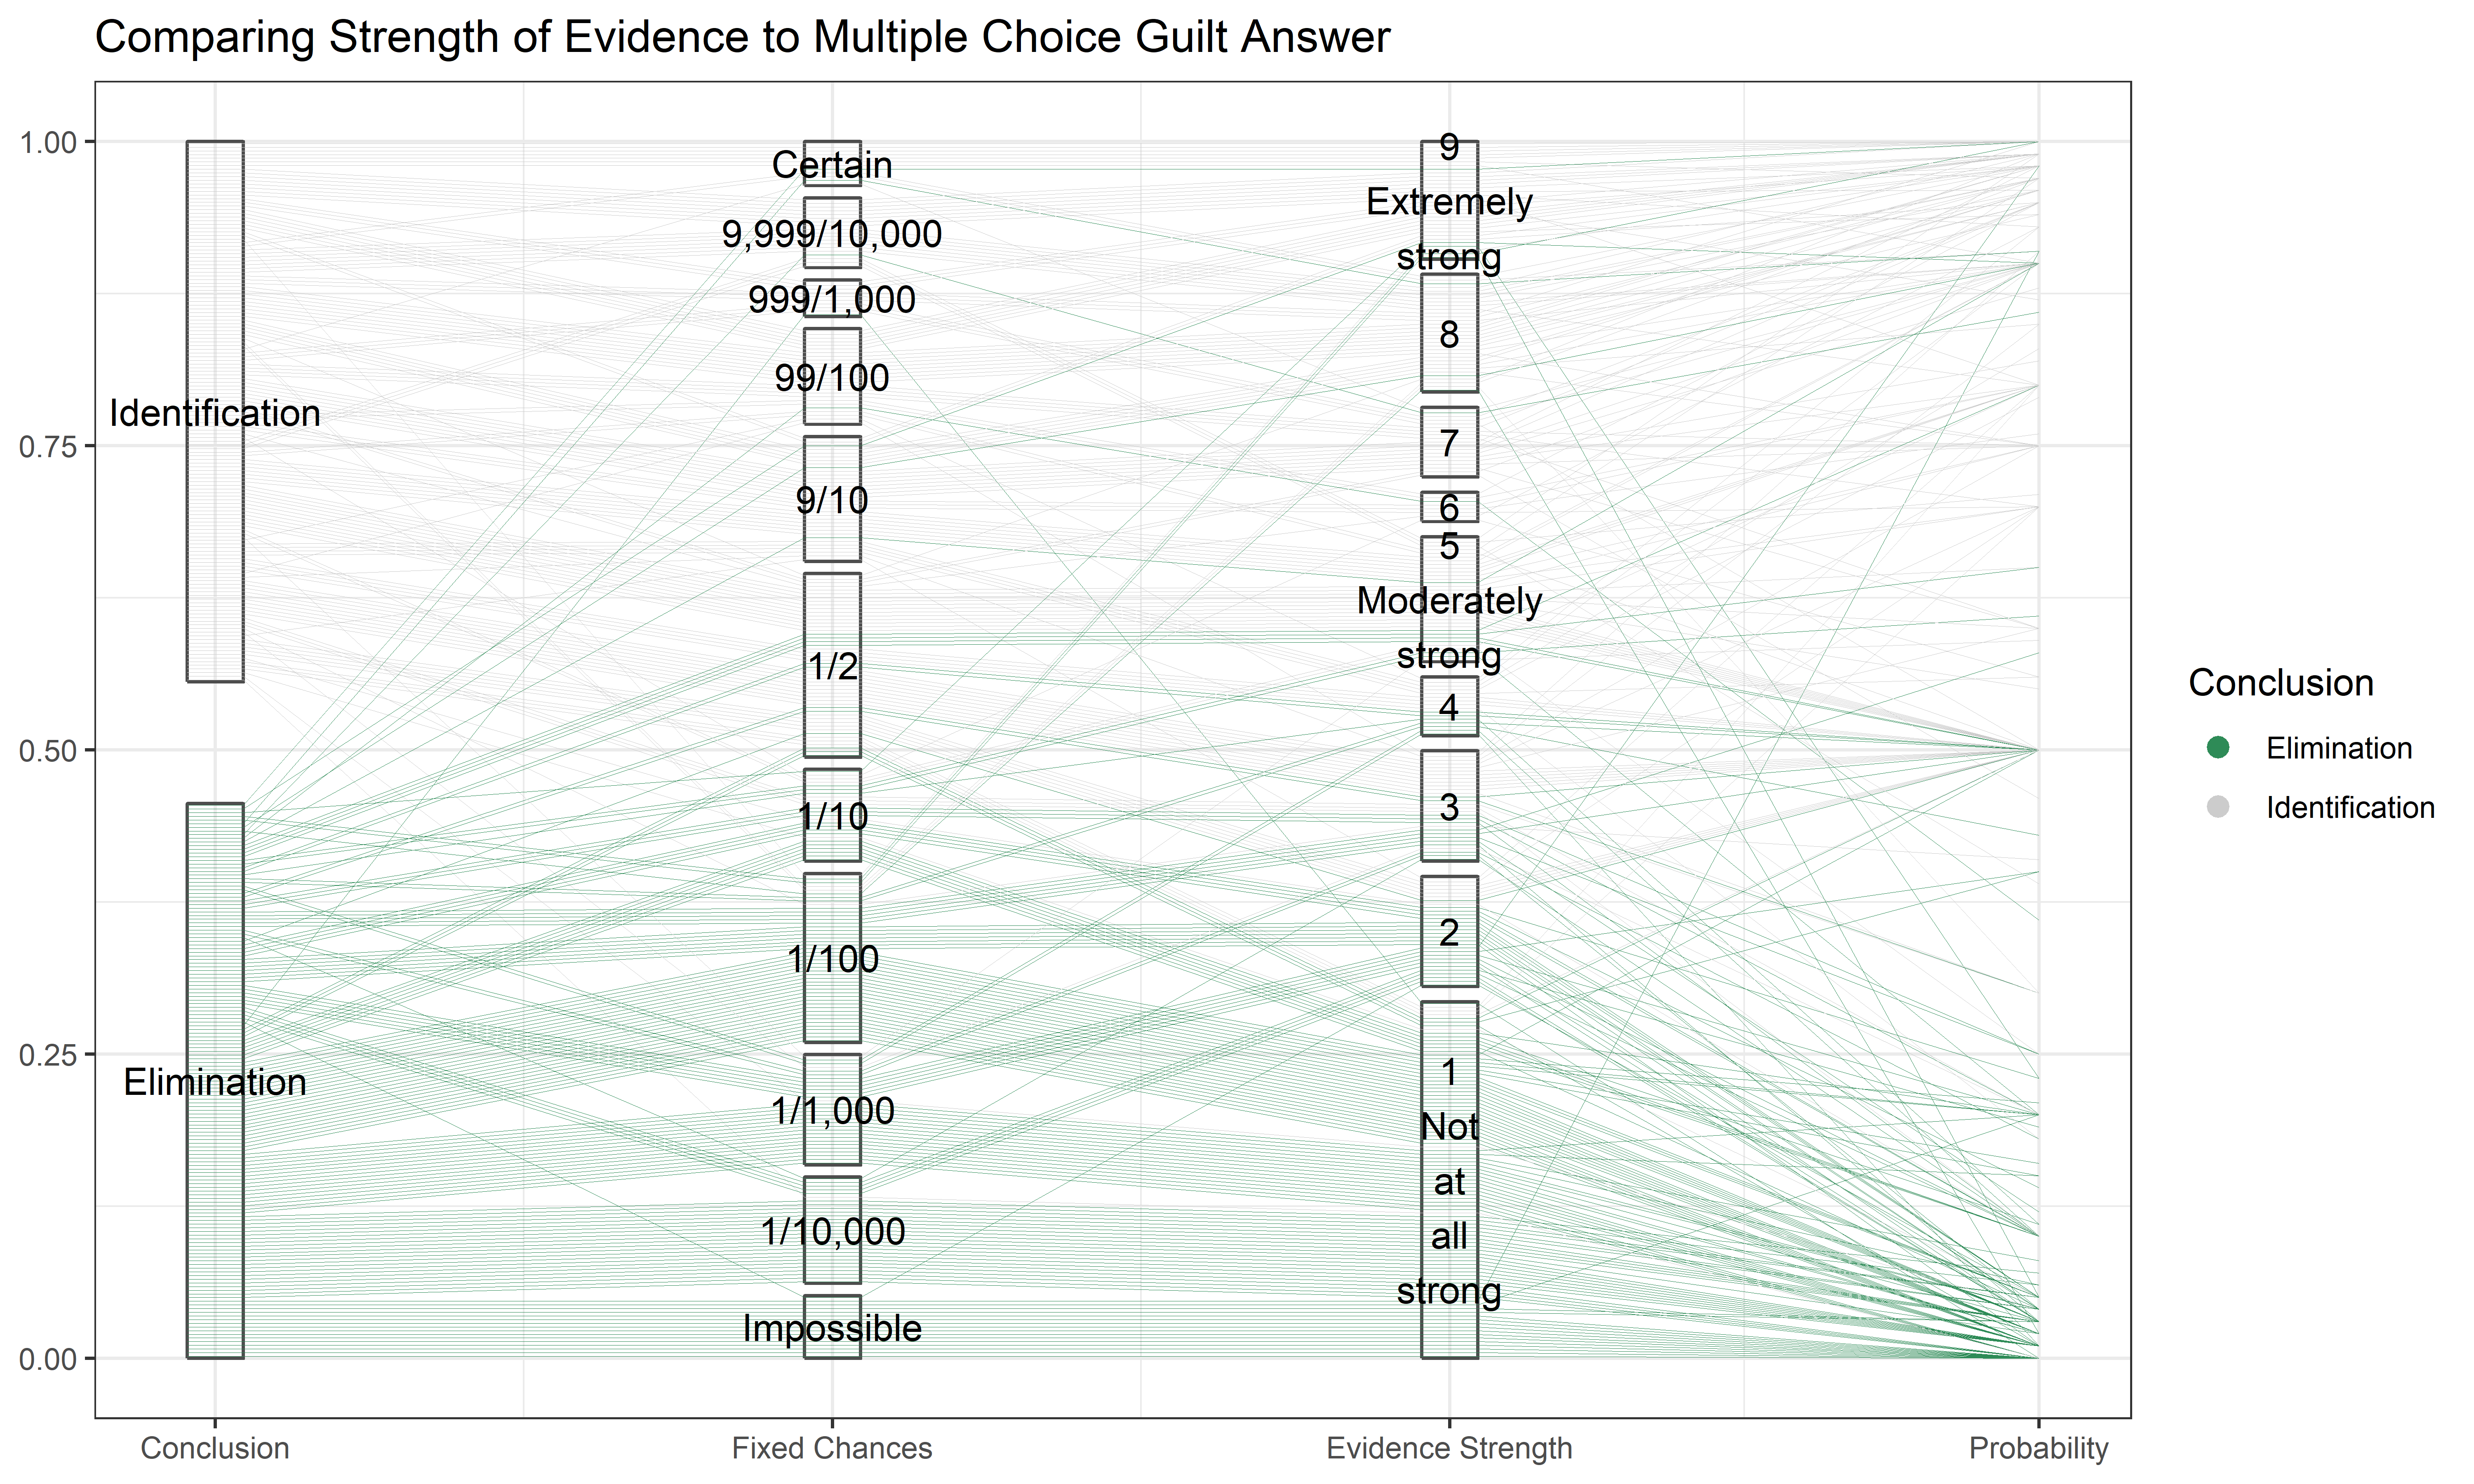 Comparing Strength of Evidence to Multiple Choice Guilt Answer
1.00
0.75
0.50
0.25
0.00
Identification
Elimination
Certain
9,999/10,000
999/1,000
99/100
9/10
1/2
1/10
1/100
1/1,000
1/10,000
Impossible
9
Extremely
strong
8
7
6
5
Moderately
strong
4
3
2
1
Not
at
all
strong
Conclusion
Fixed Chances
Evidence Strength
Probability
Conclusion
Elimination
Identification